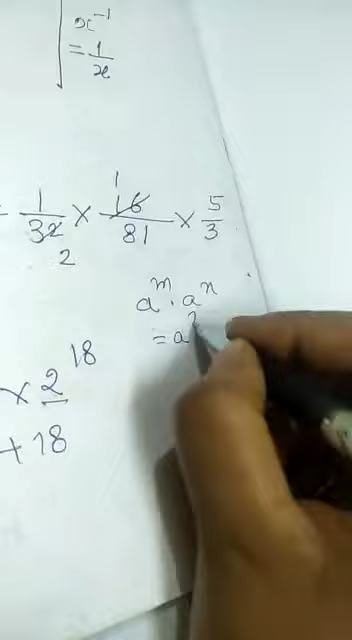 x⁻¹
= 1/x
= 1/32 × 16/81 × 5/3
1
2
aᵐ · aⁿ
= a
× 2¹⁸
+ 18